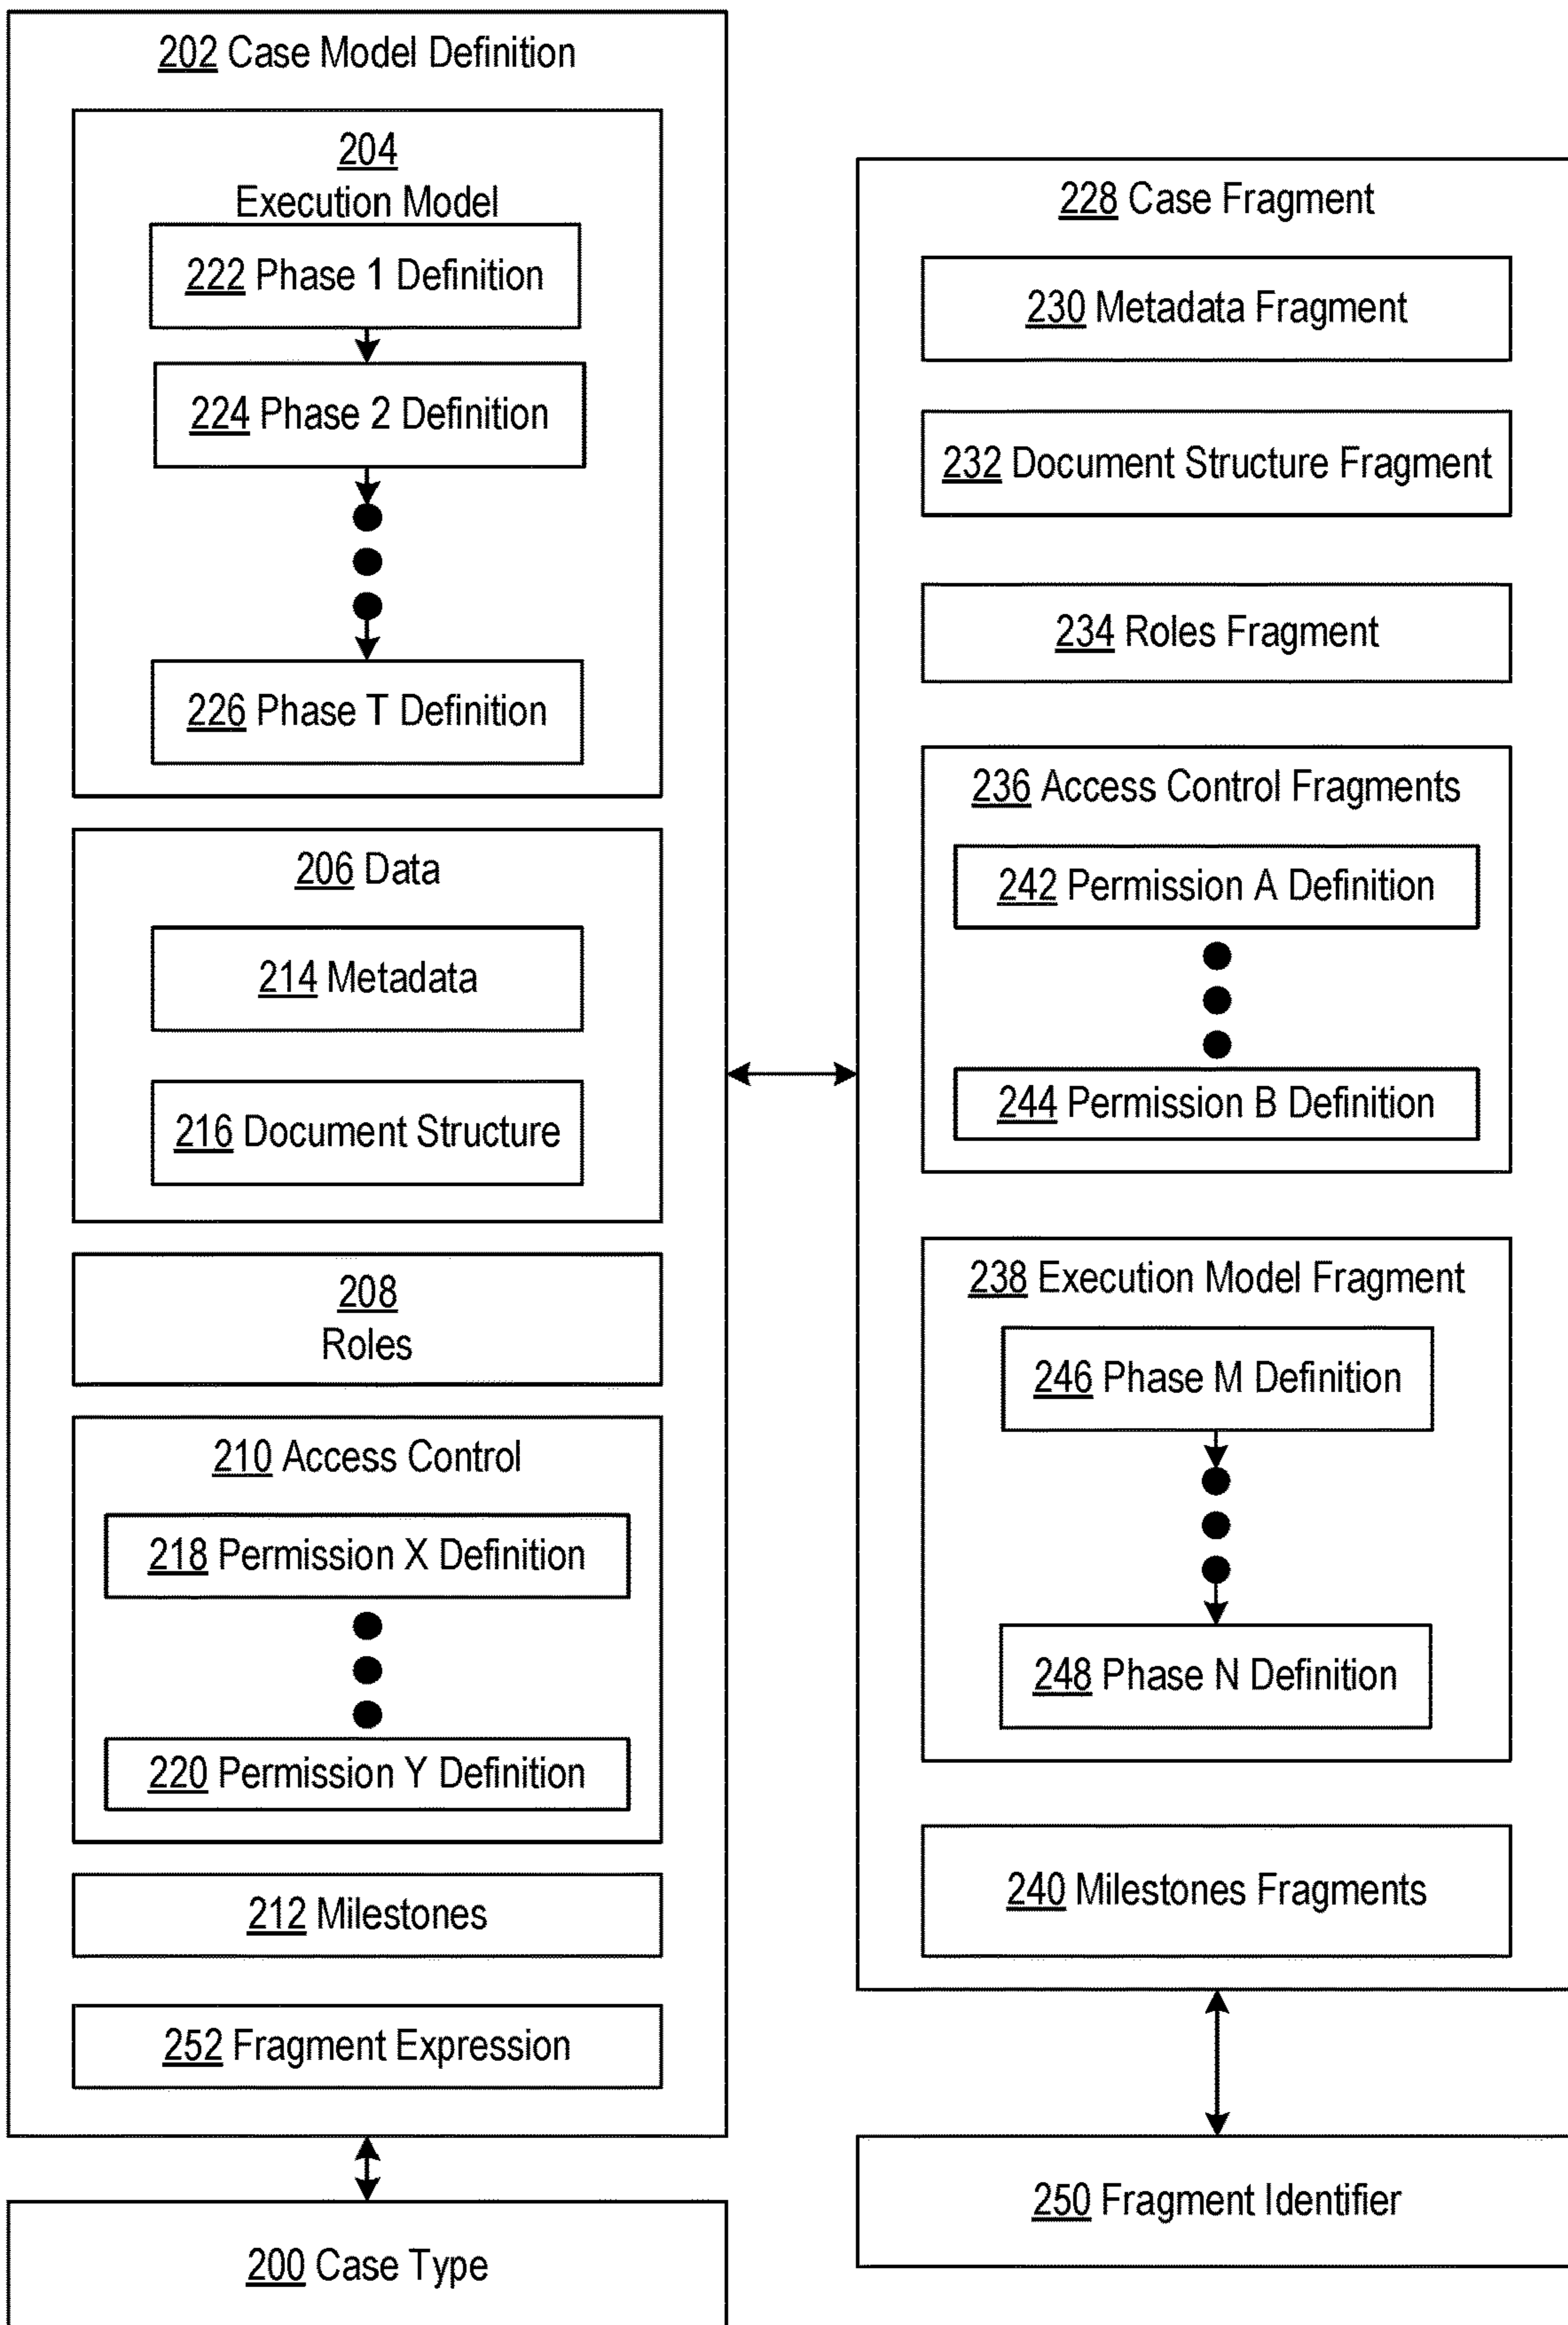 202 Case Model Definition
204
Execution Model
222 Phase 1 Definition
224 Phase 2 Definition
226 Phase T Definition
206 Data
214 Metadata
216 Document Structure
208
Roles
210 Access Control
218 Permission X Definition
220 Permission Y Definition
212 Milestones
252 Fragment Expression
200 Case Type
228 Case Fragment
230 Metadata Fragment
232 Document Structure Fragment
234 Roles Fragment
236 Access Control Fragments
242 Permission A Definition
244 Permission B Definition
238 Execution Model Fragment
246 Phase M Definition
248 Phase N Definition
240 Milestones Fragments
250 Fragment Identifier